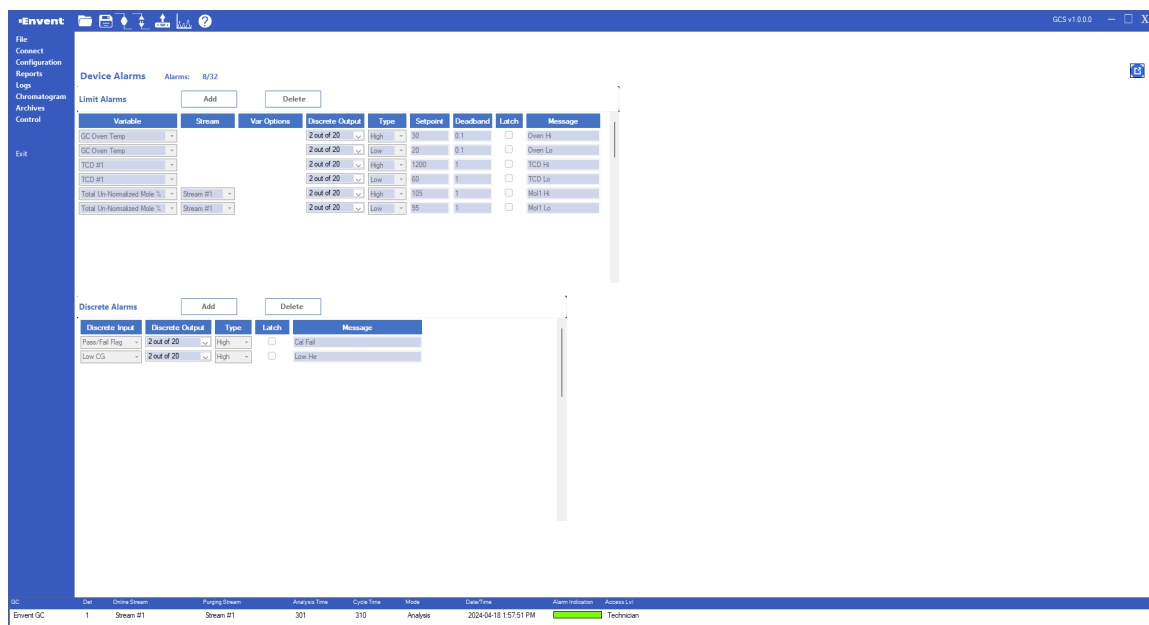 Envent
GCS v1.0.0.0
File
Connect
Configuration
Reports
Logs
Chromatogram
Archives
Control
Exit
Device Alarms Alarms: 8/32
Limit Alarms Add Delete
Variable Stream Var Options Discrete Output Type Setpoint Deadband Latch Message
GC Oven Temp 2 out of 20 High 30 0.1 Oven Hi
GC Oven Temp 2 out of 20 Low 20 0.1 Oven Lo
TCD #1 2 out of 20 High 1200 1 TCD Hi
TCD #1 2 out of 20 Low 60 1 TCD Lo
Total Un-Normalized Mole % Stream #1 2 out of 20 High 105 1 Mol1 Hi
Total Un-Normalized Mole % Stream #1 2 out of 20 Low 95 1 Mol1 Lo
Discrete Alarms Add Delete
Discrete Input Discrete Output Type Latch Message
Pass/Fail Flag 2 out of 20 High Cal Fail
Low CG 2 out of 20 High Low He
GC Det Online Stream Purging Stream Analysis Time Cycle Time Mode Date/Time Alarm Indication Access Lvl
Envent GC 1 Stream #1 Stream #1 301 310 Analysis 2024-04-18 1:57:51 PM Technician